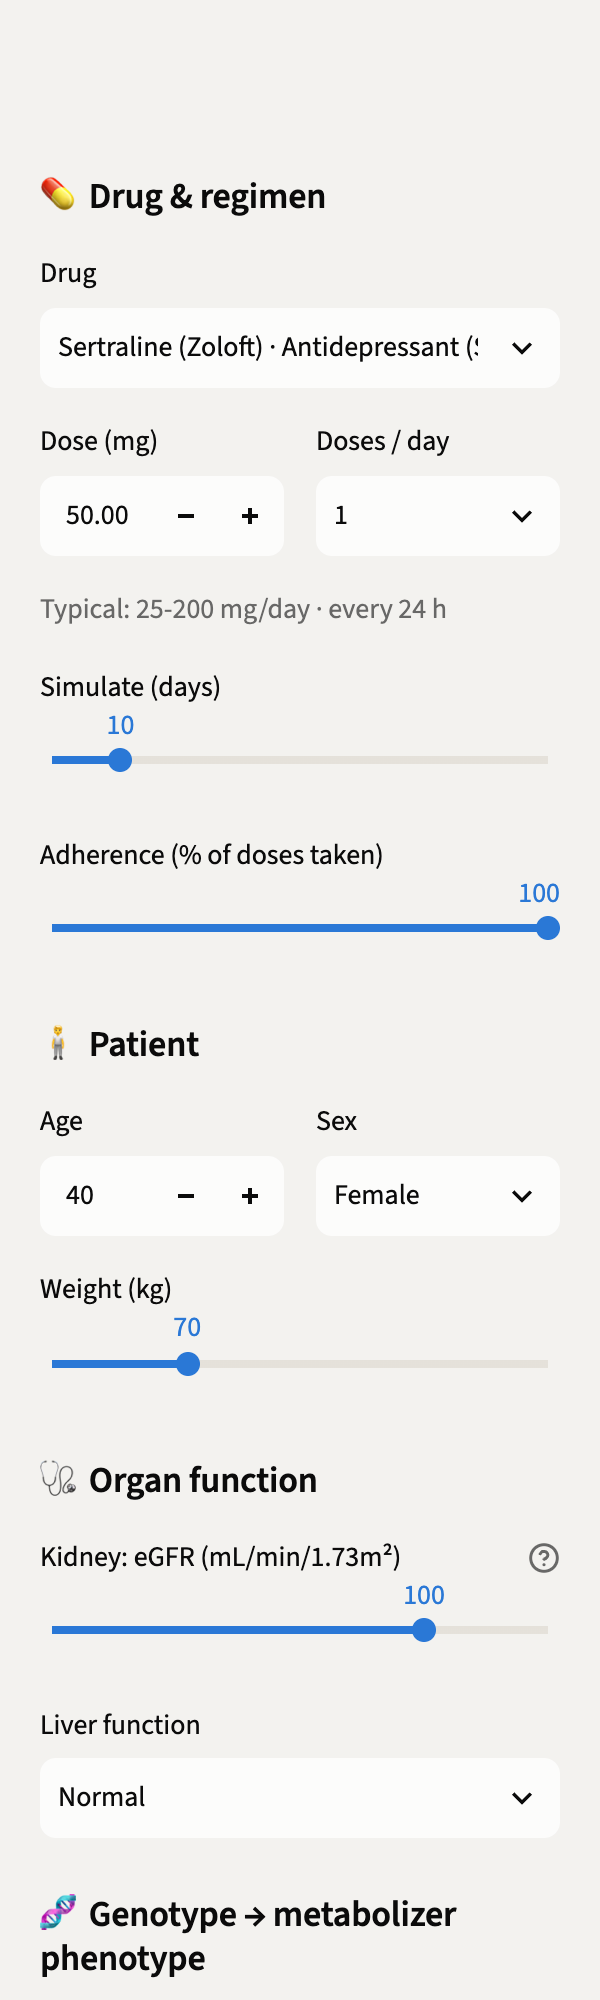 Drug & regimen
Drug
Sertraline (Zoloft) · Antidepressant (
Dose (mg)
Doses / day
50.00
1
Typical: 25-200 mg/day · every 24 h
Simulate (days)
10
Adherence (% of doses taken)
100
Patient
Age
Sex
40
Female
Weight (kg)
70
Organ function
Kidney: eGFR (mL/min/1.73m²)
100
Liver function
Normal
Genotype → metabolizer
phenotype